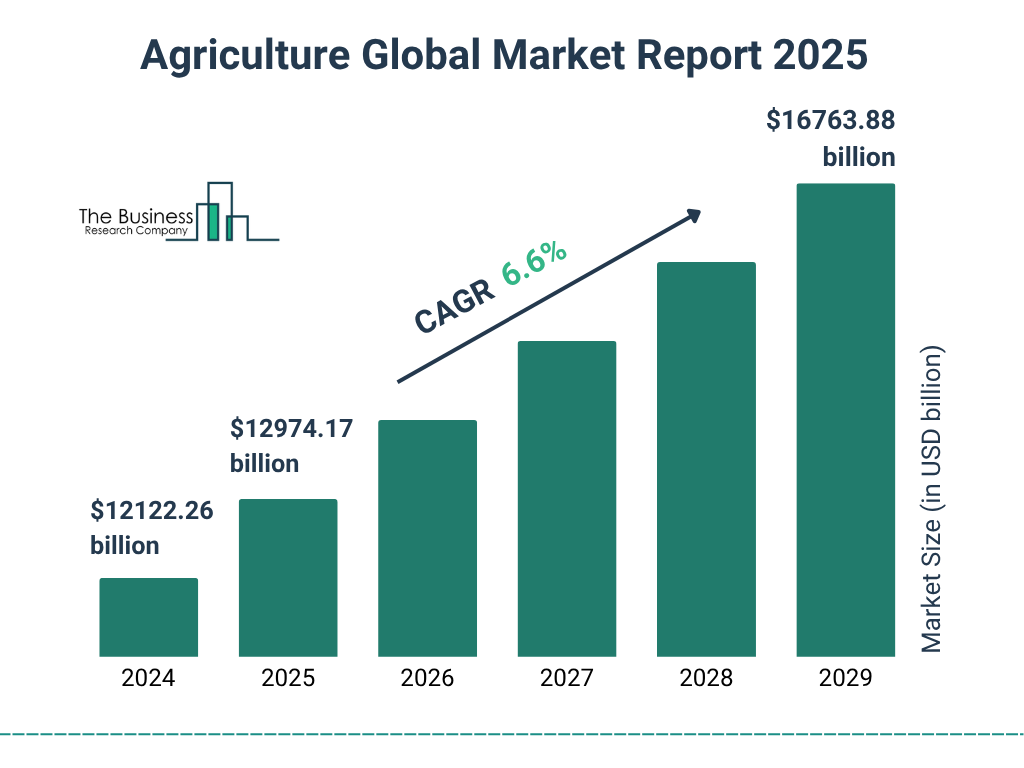 Agriculture Global Market Report 2025
$16763.88
billion
The Business
Research Company
CAGR 6.6%
$12974.17
billion
$12122.26
billion
Market Size (in USD billion)
2024 2025 2026 2027 2028 2029